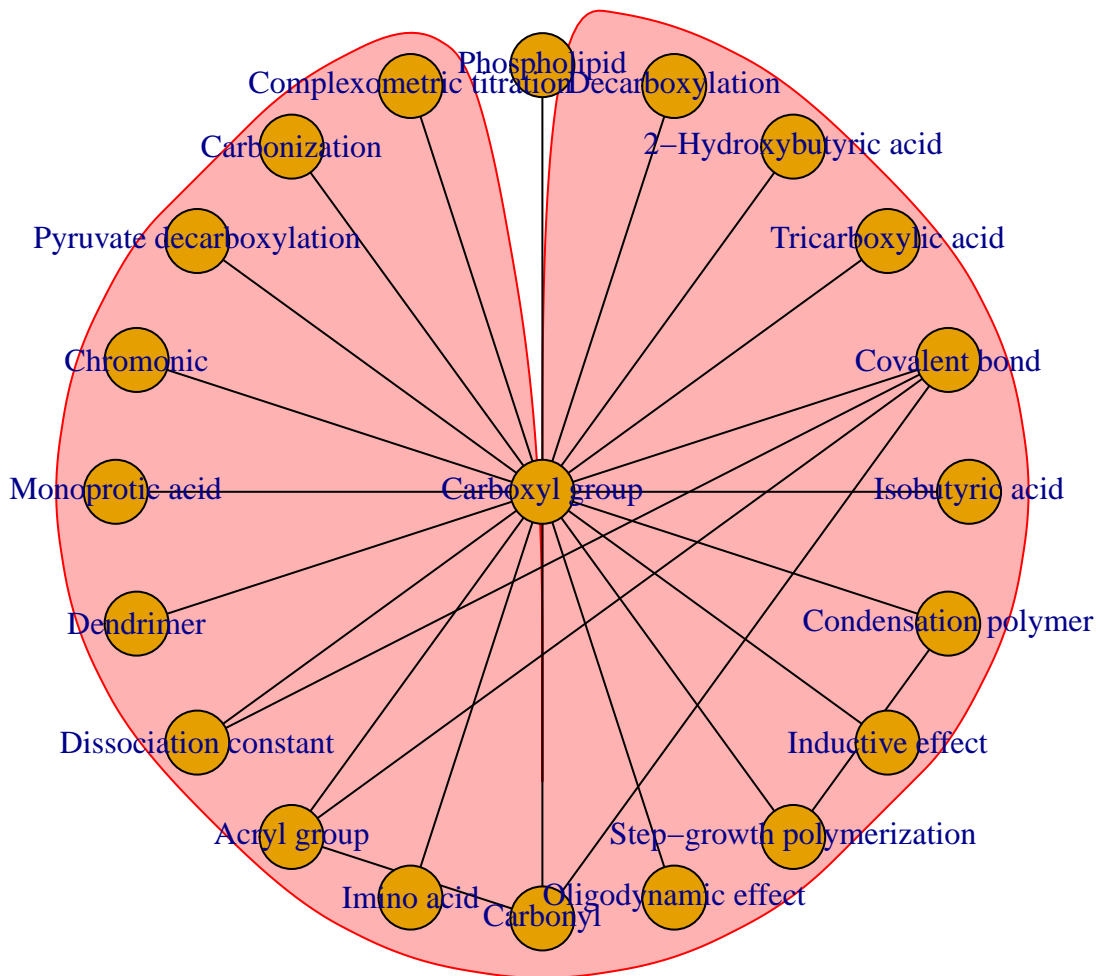 Phospholipid
Complexometric titration
Decarboxylation
Carbonization
2−Hydroxybutyric acid
Pyruvate decarboxylation
Tricarboxylic acid
Chromonic
Covalent bond
Monoprotic acid
Carboxyl group
Isobutyric acid
Dendrimer
Condensation polymer
Dissociation constant
Inductive effect
Acryl group
Step−growth polymerization
Imino acid
Carbonyl
Oligodynamic effect